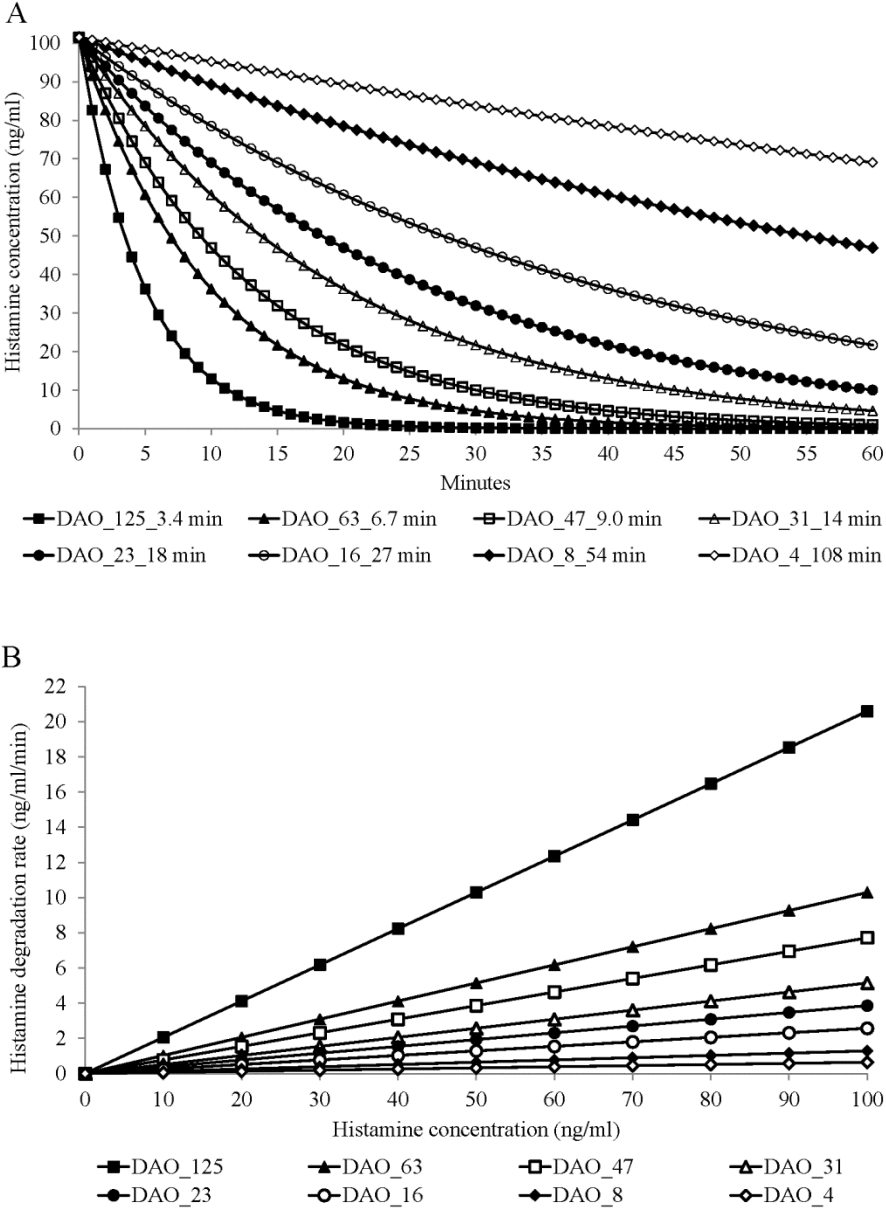 A
Histamine concentration (ng/ml)
100
90
80
70
60
50
40
30
20
10
0
0 5 10 15 20 25 30 35 40 45 50 55 60
Minutes
DAO_125_3.4 min DAO_63_6.7 min DAO_47_9.0 min DAO_31_14 min
DAO_23_18 min DAO_16_27 min DAO_8_54 min DAO_4_108 min
B
Histamine degradation rate (ng/ml/min)
22
20
18
16
14
12
10
8
6
4
2
0
0 10 20 30 40 50 60 70 80 90 100
Histamine concentration (ng/ml)
DAO_125 DAO_63 DAO_47 DAO_31
DAO_23 DAO_16 DAO_8 DAO_4